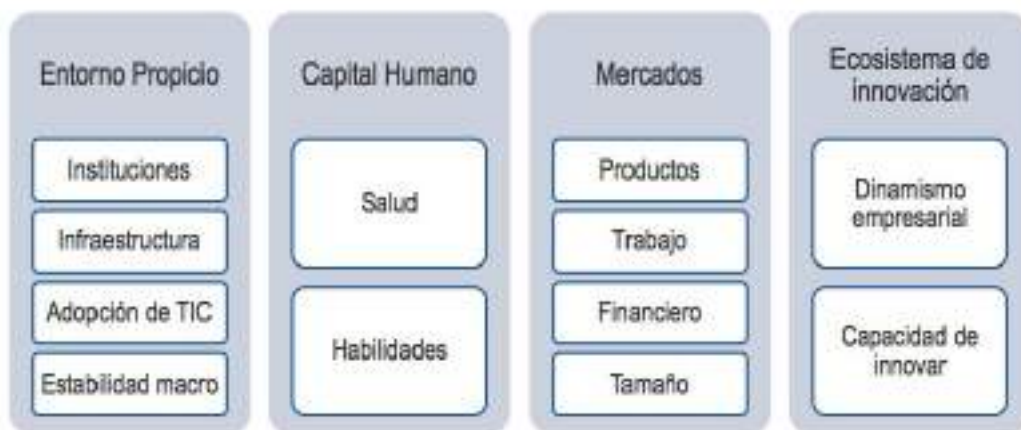 Entorno Propicio
Instituciones
Infraestructura
Adopción de TIC
Estabilidad macro
Capital Humano
Salud
Habilidades
Mercados
Productos
Trabajo
Financiero
Tamaño
Ecosistema de
innovación
Dinamismo
empresarial
Capacidad de
innovar